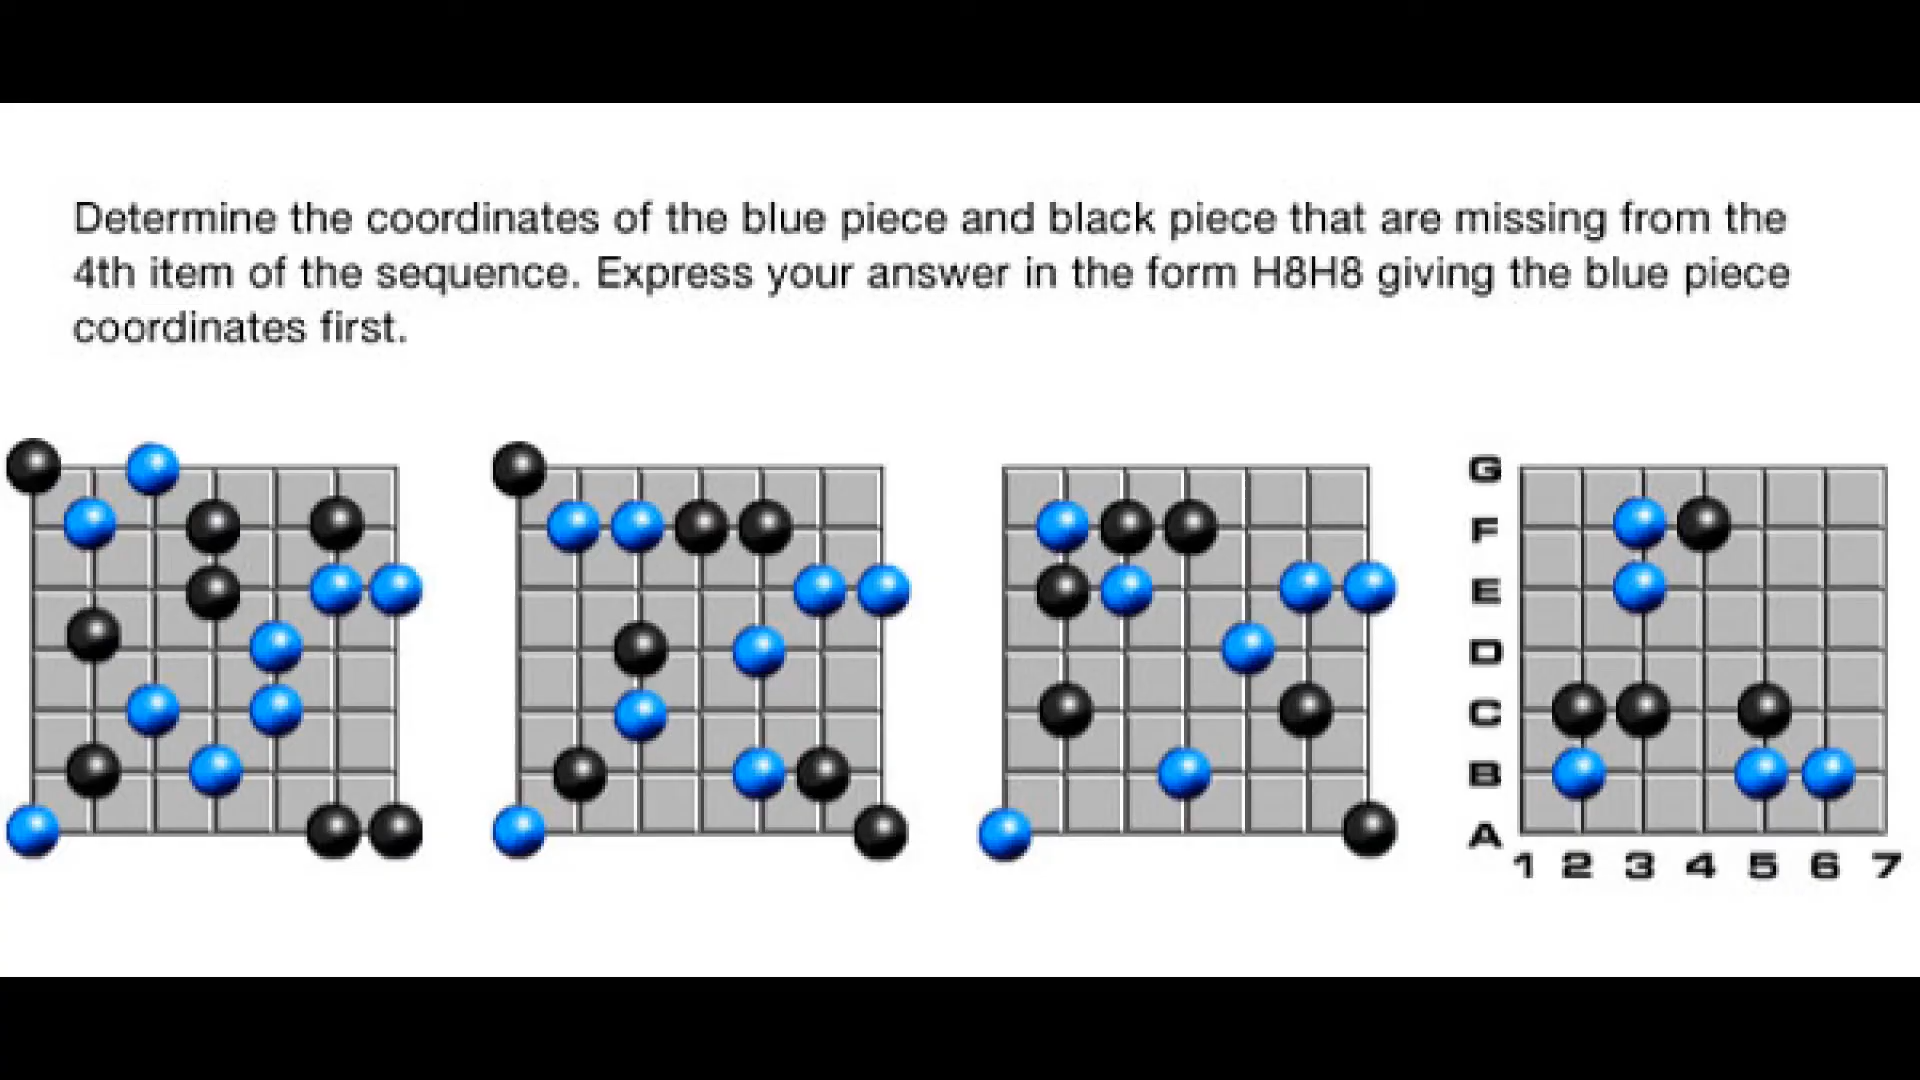 Determine the coordinates of the blue piece and black piece that are missing from the
4th item of the sequence. Express your answer in the form H8H8 giving the blue piece
coordinates first.
G
F
E
D
C
B
A
1 2 3 4 5 6 7